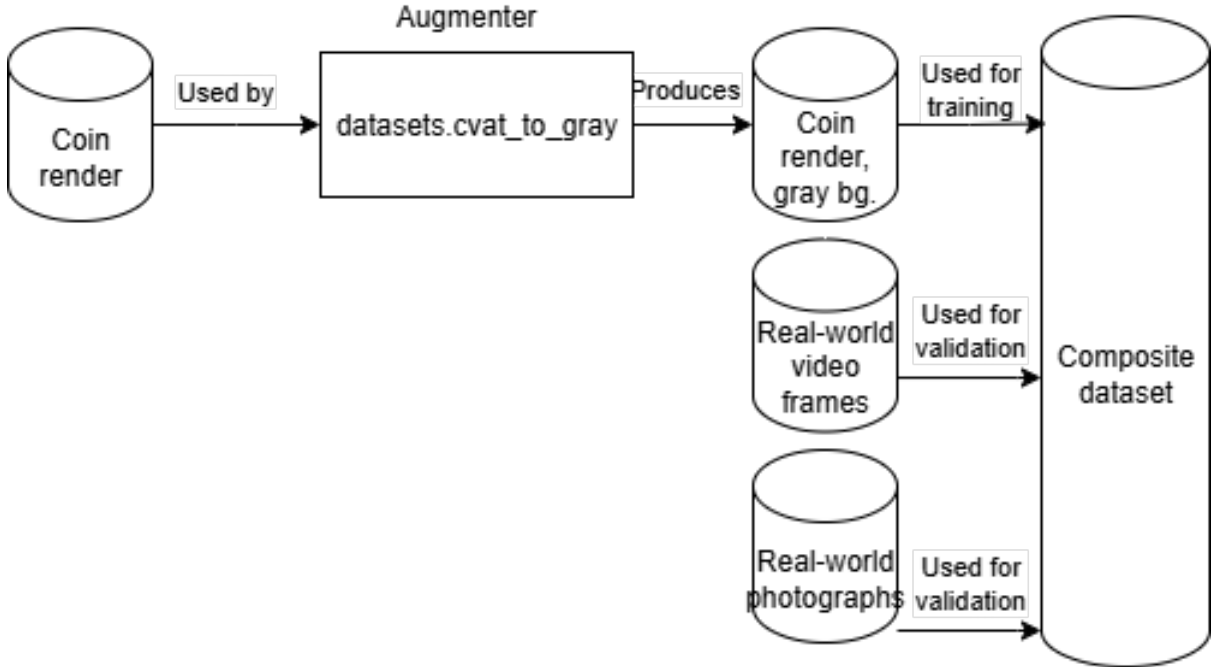 Augmenter
Coin
render
Used by
datasets.cvat_to_gray
Produces
Coin
render,
gray bg.
Used for
training
Real-world
video
frames
Used for
validation
Real-world
photographs
Used for
validation
Composite
dataset